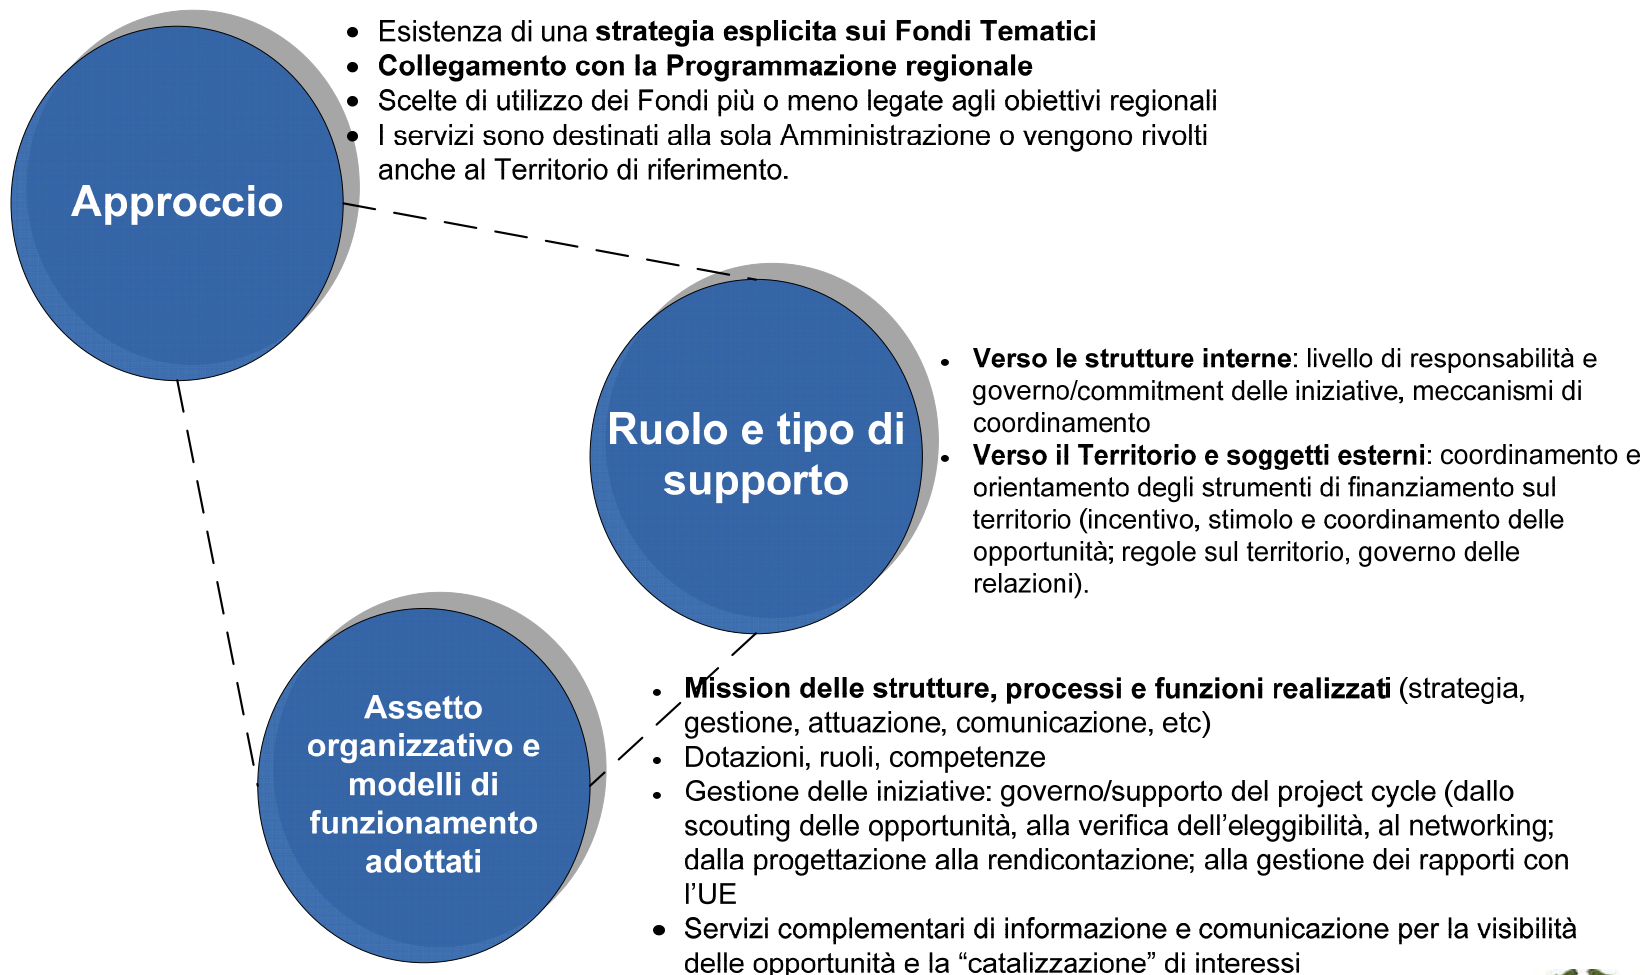 • Esistenza di una strategia esplicita sui Fondi Tematici
• Collegamento con la Programmazione regionale
• Scelte di utilizzo dei Fondi più o meno legate agli obiettivi regionali
• I servizi sono destinati alla sola Amministrazione o vengono rivolti
anche al Territorio di riferimento.
Approccio
• Verso le strutture interne: livello di responsabilità e
governo/commitment delle iniziative, meccanismi di
coordinamento
• Verso il Territorio e soggetti esterni: coordinamento e
orientamento degli strumenti di finanziamento sul
territorio (incentivo, stimolo e coordinamento delle
opportunità; regole sul territorio, governo delle
relazioni).
Ruolo e tipo di
supporto
• Mission delle strutture, processi e funzioni realizzati (strategia,
gestione, attuazione, comunicazione, etc)
• Dotazioni, ruoli, competenze
• Gestione delle iniziative: governo/supporto del project cycle (dallo
scouting delle opportunità, alla verifica dell’eleggibilità, al networking;
dalla progettazione alla rendicontazione; alla gestione dei rapporti con
l’UE
• Servizi complementari di informazione e comunicazione per la visibilità
delle opportunità e la “catalizzazione” di interessi
Assetto
organizzativo e
modelli di
funzionamento
adottati